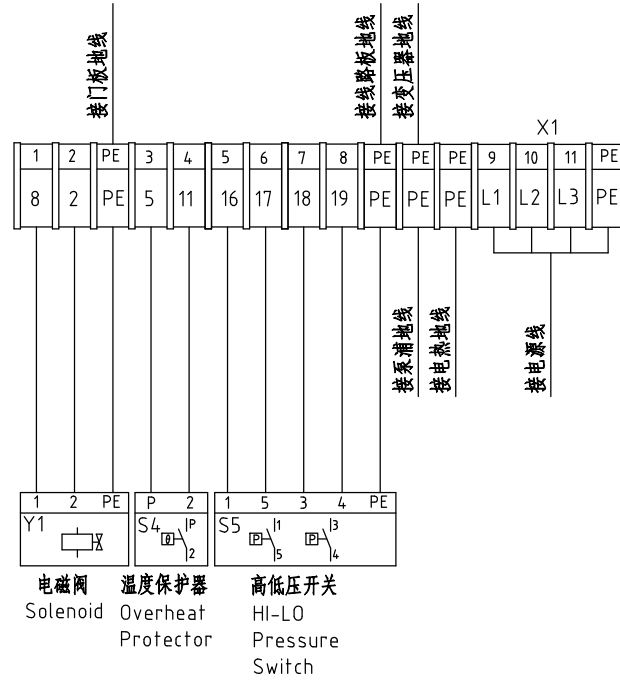 接门板地线
接线路板地线
接变压器地线
X1
1 2 PE 3 4 5 6 7 8 PE PE PE 9 10 11 PE
8 2 PE 5 11 16 17 18 19 PE PE PE L1 L2 L3 PE
接泵浦地线
接电热地线
接电源线
1 2 PE P 2 1 5 3 4 PE
Y1 S4 θ P 2 S5 P 1 5 P 3 4
电磁阀
Solenoid
温度保护器
Overheat
Protector
高低压开关
HI-LO
Pressure
Switch